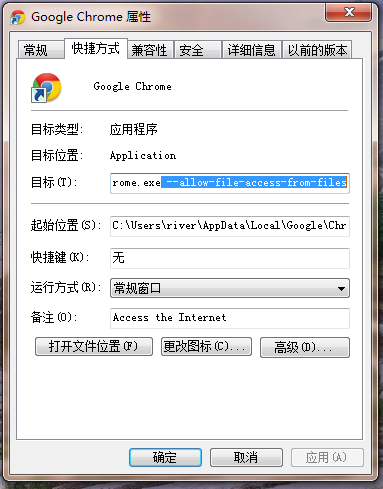 Google Chrome 属性
常规 快捷方式 兼容性 安全 详细信息 以前的版本
Google Chrome
目标类型: 应用程序
目标位置: Application
目标(T): rome.exe --allow-file-access-from-files
起始位置(S): C:\Users\river\AppData\Local\Google\Chr
快捷键(K): 无
运行方式(R): 常规窗口
备注(O): Access the Internet
打开文件位置(F) 更改图标(C)... 高级(D)...
确定 取消 应用(A)